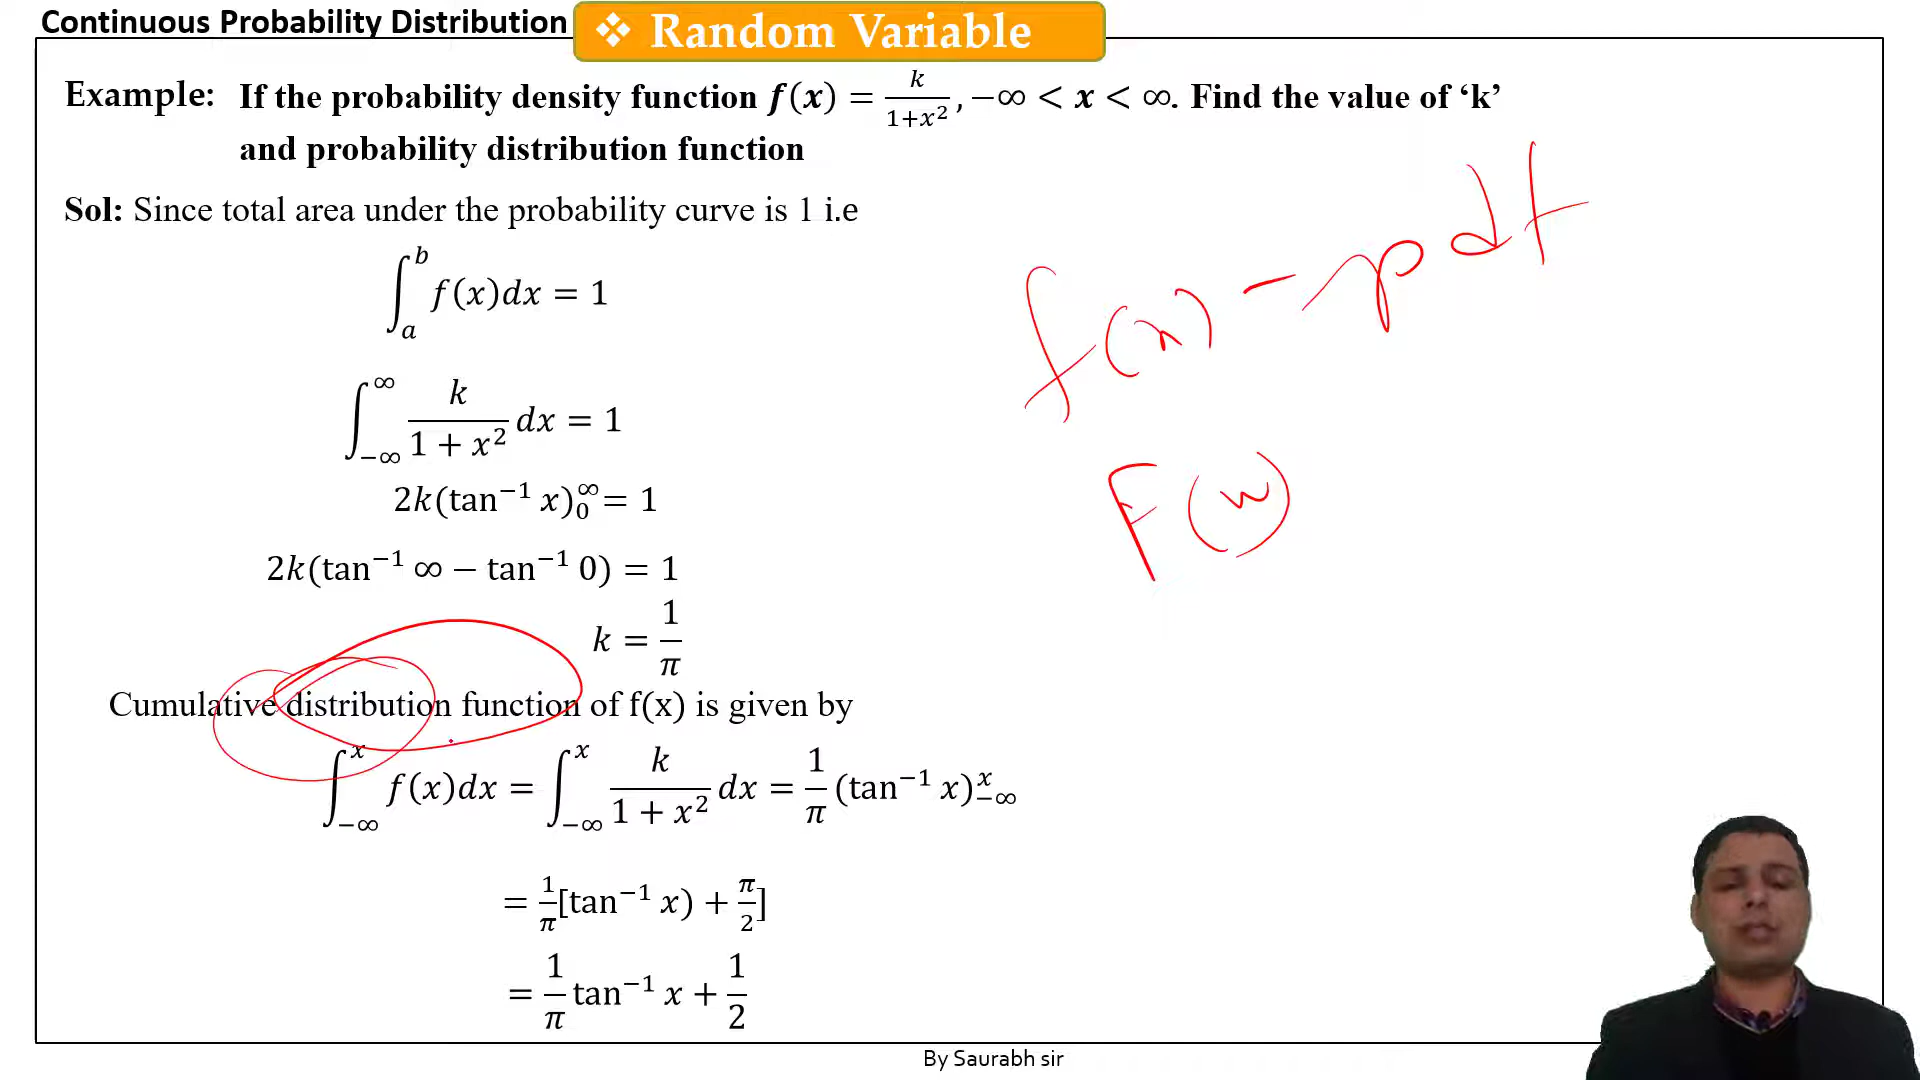 Continuous Probability Distribution
❖ Random Variable
Example: If the probability density function f(x) = k/(1+x²), −∞ < x < ∞. Find the value of ‘k’
and probability distribution function
Sol: Since total area under the probability curve is 1 i.e
∫_a^b f(x)dx = 1
∫_{−∞}^{∞} k/(1 + x²) dx = 1
2k(tan⁻¹ x)_0^∞ = 1
2k(tan⁻¹ ∞ − tan⁻¹ 0) = 1
k = 1/π
Cumulative distribution function of f(x) is given by
∫_{−∞}^{x} f(x)dx = ∫_{−∞}^{x} k/(1 + x²) dx = 1/π (tan⁻¹ x)_{−∞}^{x}
= 1/π [tan⁻¹ x) + π/2]
= 1/π tan⁻¹ x + 1/2
f(x) - pdf
F(x)
By Saurabh sir